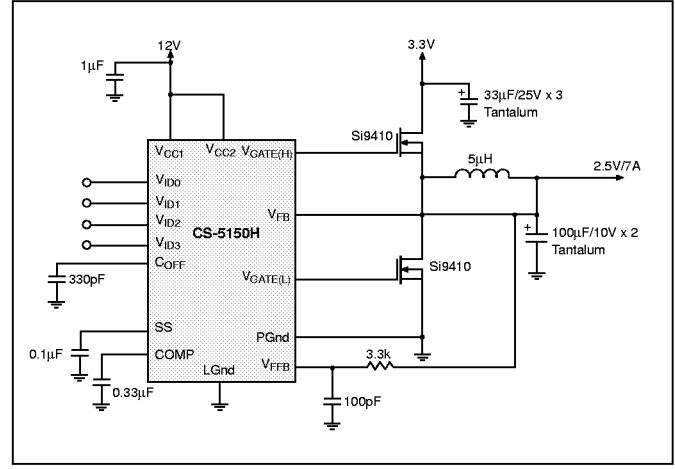 12V
3.3V
1µF
33µF/25V x 3
Tantalum
Si9410
VCC1
VCC2
VGATE(H)
5µH
2.5V/7A
VID0
VID1
VID2
VID3
VFB
CS-5150H
100µF/10V x 2
Tantalum
COFF
VGATE(L)
Si9410
330pF
SS
PGnd
0.1µF
COMP
3.3k
LGnd
VFFB
0.33µF
100pF